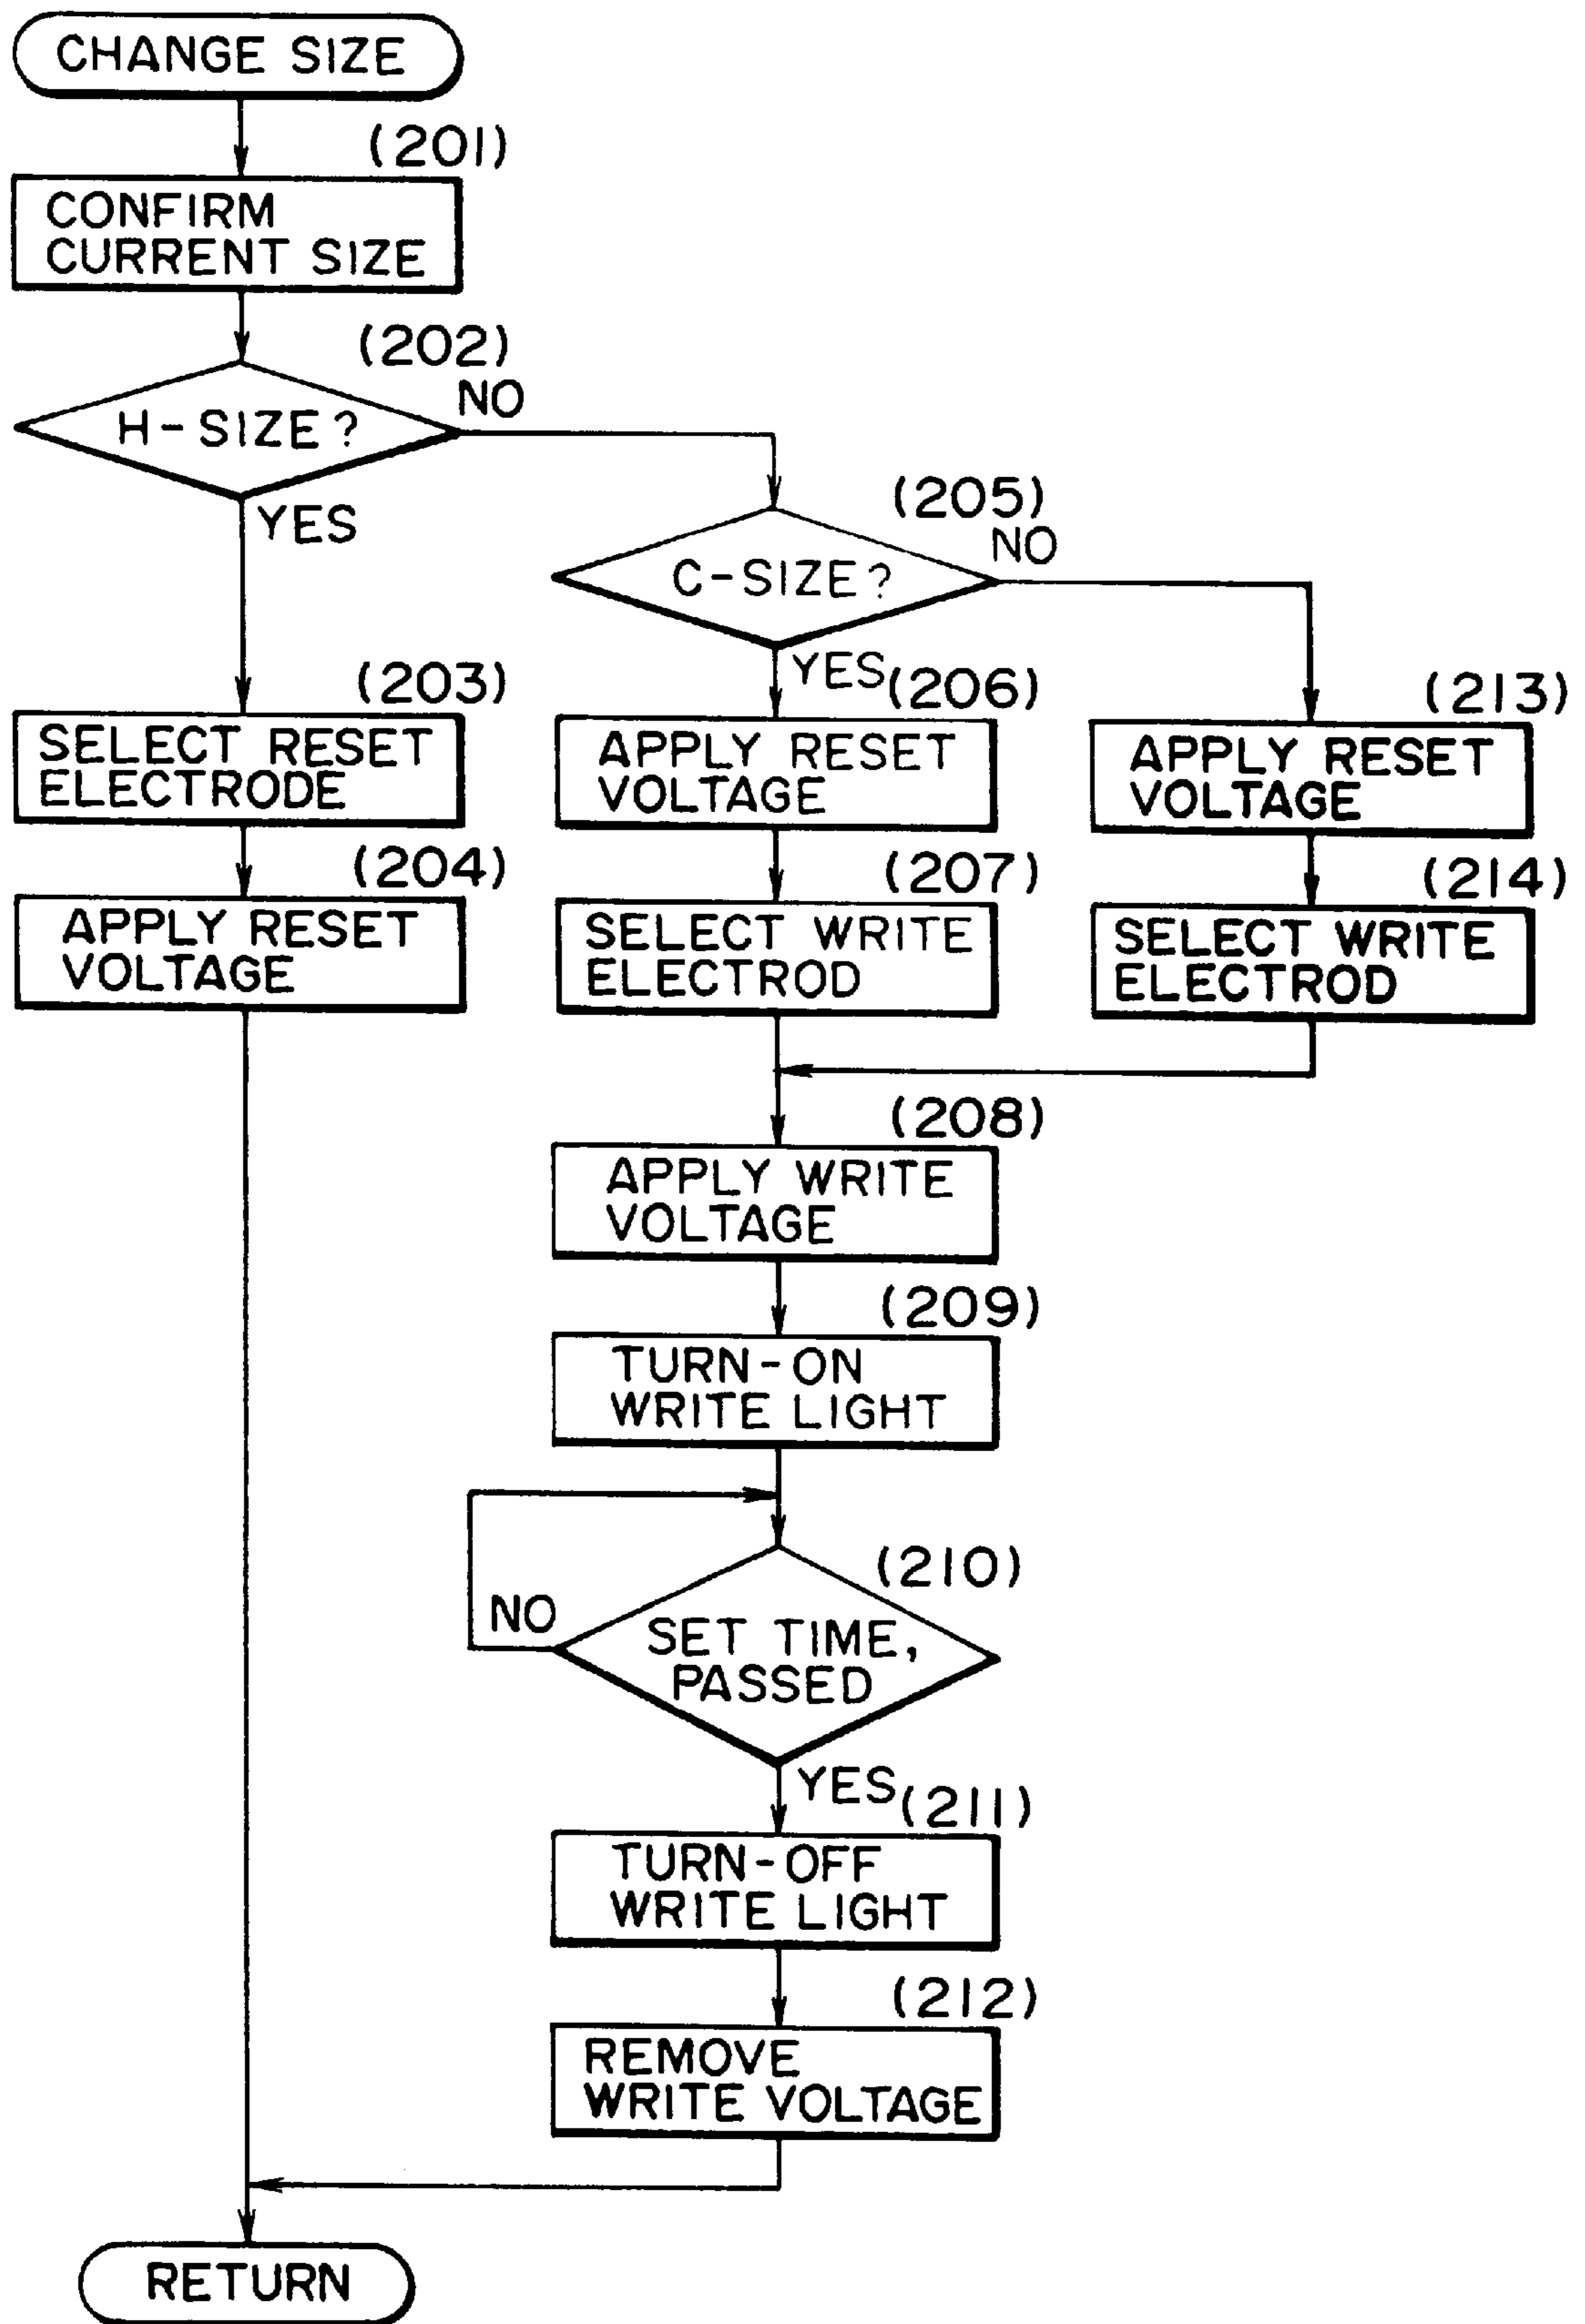 CHANGE SIZE
(201)
CONFIRM
CURRENT SIZE
(202)
H-SIZE?
NO
YES
(205)
C-SIZE?
NO
YES
(203)
SELECT RESET
ELECTRODE
(204)
APPLY RESET
VOLTAGE
(206)
APPLY RESET
VOLTAGE
(207)
SELECT WRITE
ELECTROD
(213)
APPLY RESET
VOLTAGE
(214)
SELECT WRITE
ELECTROD
(208)
APPLY WRITE
VOLTAGE
(209)
TURN-ON
WRITE LIGHT
(210)
SET TIME,
PASSED
NO
YES
(211)
TURN-OFF
WRITE LIGHT
(212)
REMOVE
WRITE VOLTAGE
RETURN